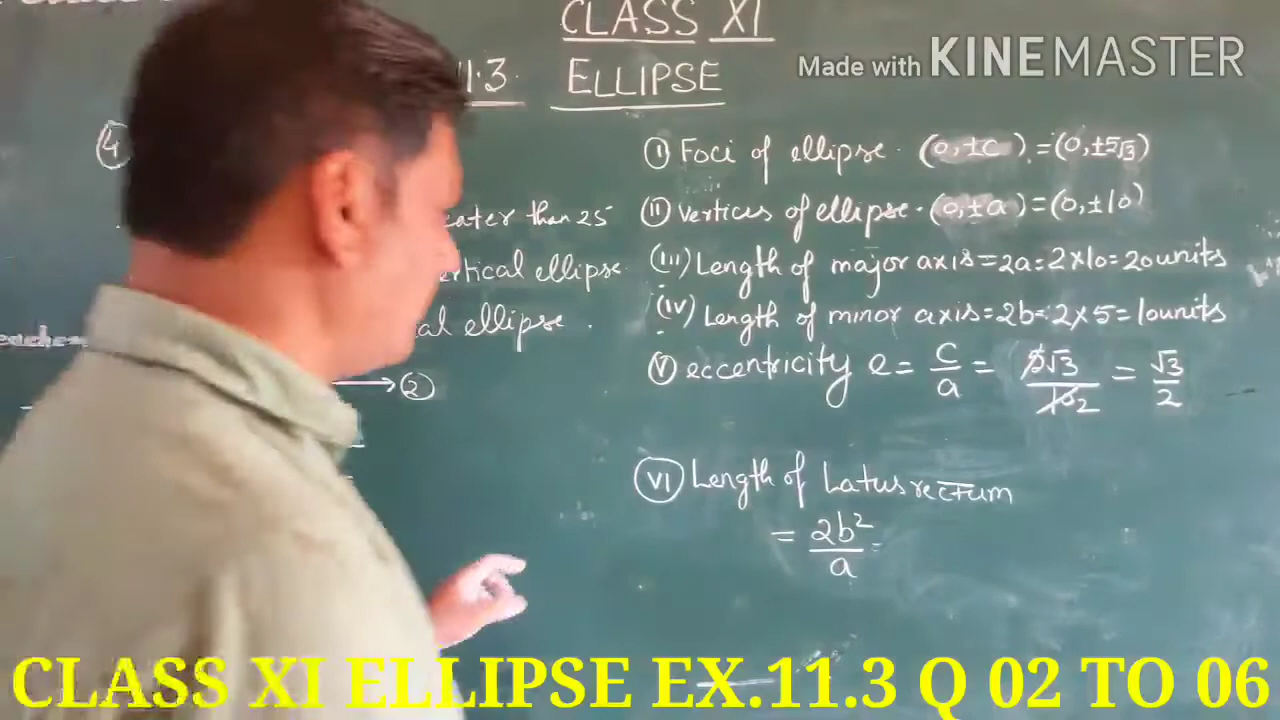 CLASS XI
11.3. ELLIPSE
Made with KINEMASTER
4
(I) Foci of ellipse. (0, ±c) = (0, ±5√3)
eater than 25
(II) vertices of ellipse. (0, ±a) = (0, ±10)
ertical ellipse.
(III) Length of major axis = 2a = 2×10 = 20 units
al ellipse.
(IV) Length of minor axis = 2b = 2×5 = 10 units
→ 2
(V) eccentricity e = c/a = 5√3/10 2 = √3/2
(VI) Length of Latus rectum
= 2b²/a =
CLASS XI ELLIPSE EX.11.3 Q 02 TO 06